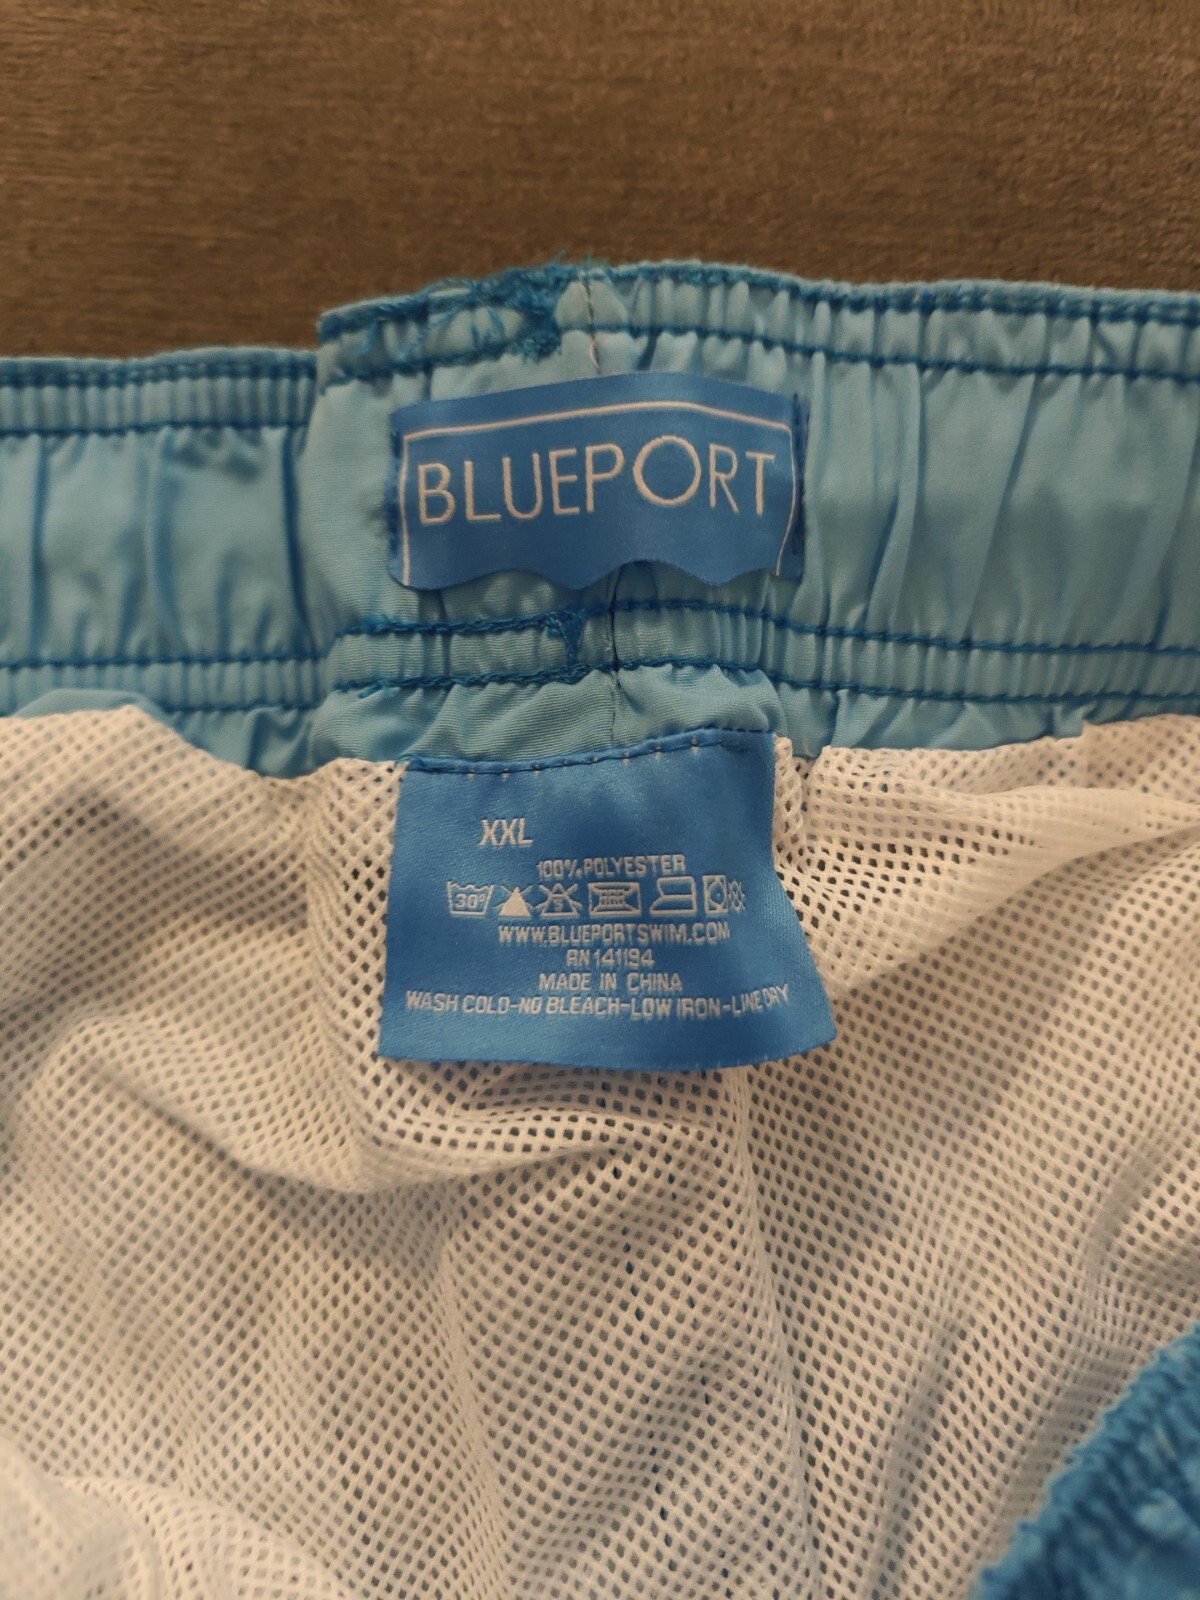 BLUEPORT
XXL
100% POLYESTER
30°
WWW.BLUEPORTSWIM.COM
RN 141194
MADE IN CHINA
WASH COLD-NO BLEACH-LOW IRON-LINE DRY